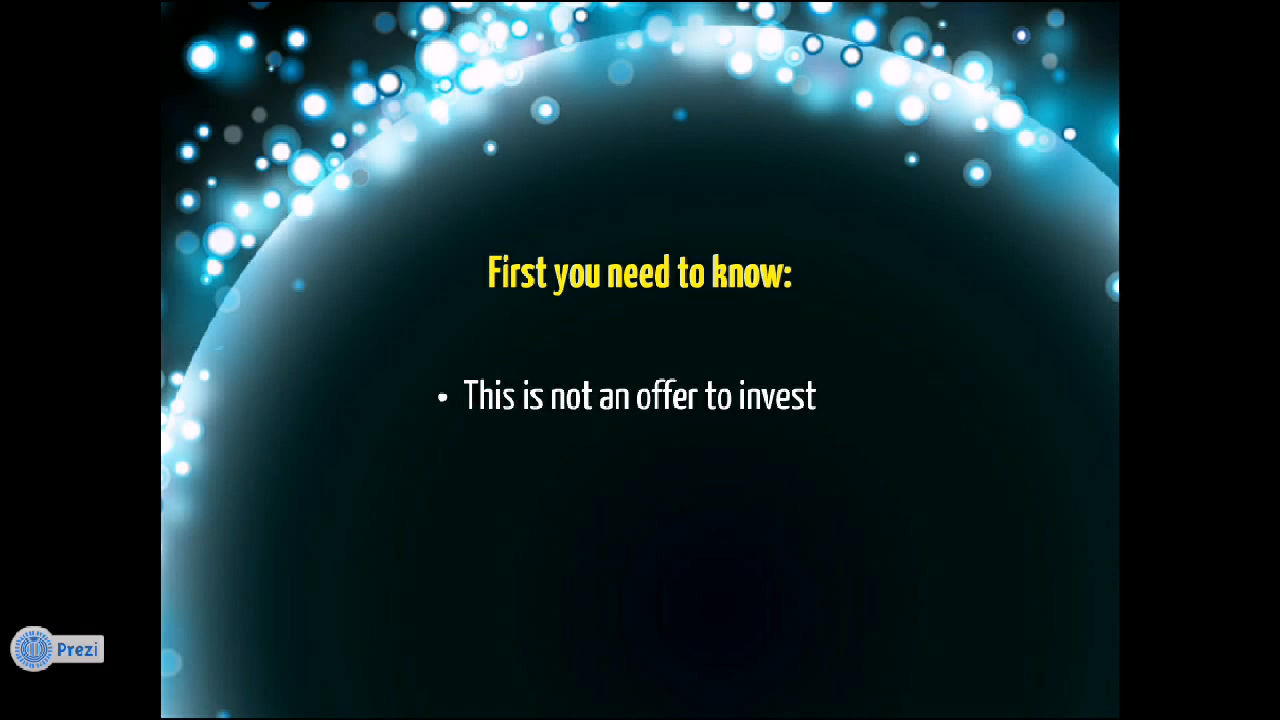 First you need to know:
• This is not an offer to invest
Prezi